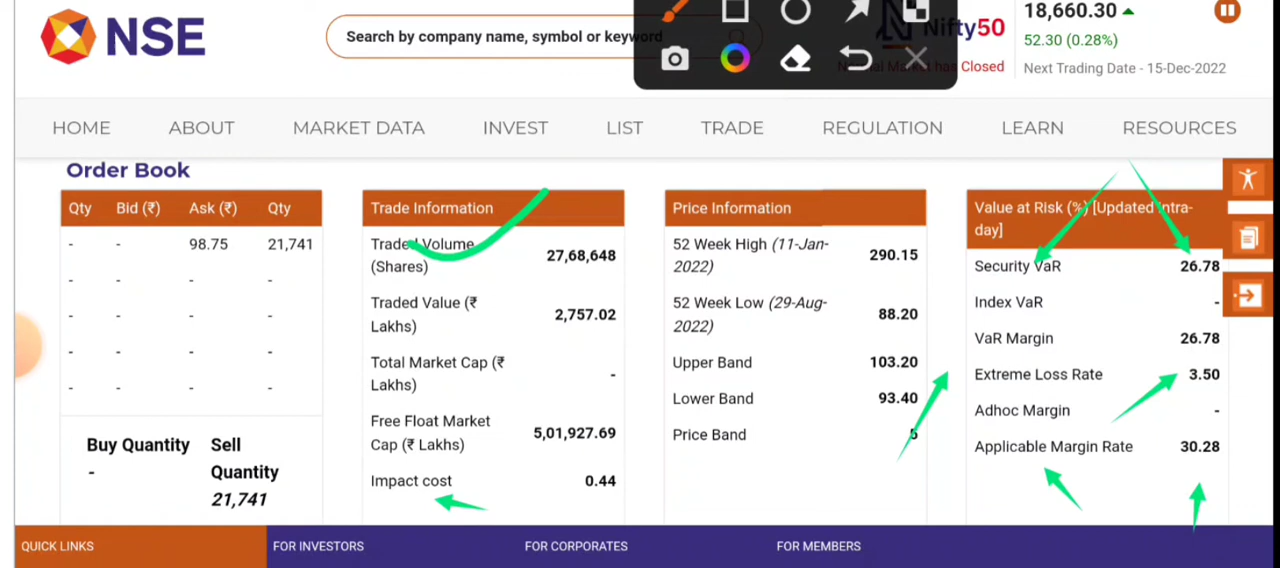 NSE
Search by company name, symbol or keyword
Nifty50
18,660.30
52.30 (0.28%)
Normal Market has Closed
Next Trading Date - 15-Dec-2022
HOME ABOUT MARKET DATA INVEST LIST TRADE REGULATION LEARN RESOURCES
Order Book
Qty Bid (₹) Ask (₹) Qty
- - 98.75 21,741
- - - -
- - - -
- - - -
- - - -
Buy Quantity
-
Sell
Quantity
21,741
Trade Information
Traded Volume
(Shares) 27,68,648
Traded Value (₹
Lakhs) 2,757.02
Total Market Cap (₹
Lakhs) -
Free Float Market
Cap (₹ Lakhs) 5,01,927.69
Impact cost 0.44
Price Information
52 Week High (11-Jan-
2022) 290.15
52 Week Low (29-Aug-
2022) 88.20
Upper Band 103.20
Lower Band 93.40
Price Band 5
Value at Risk (%) [Updated Intra-
day]
Security VaR 26.78
Index VaR -
VaR Margin 26.78
Extreme Loss Rate 3.50
Adhoc Margin -
Applicable Margin Rate 30.28
QUICK LINKS FOR INVESTORS FOR CORPORATES FOR MEMBERS